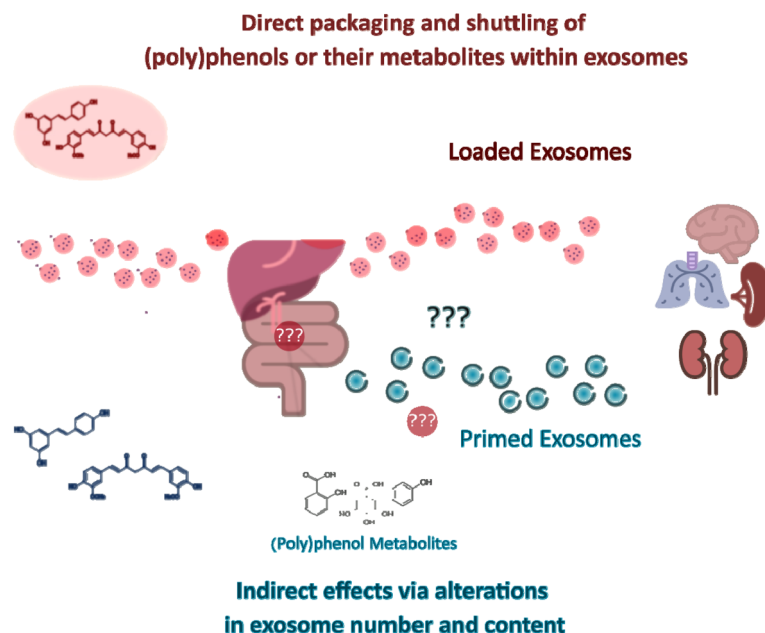 Direct packaging and shuttling of
(poly)phenols or their metabolites within exosomes
Loaded Exosomes
???
???
???
Primed Exosomes
(Poly)phenol Metabolites
Indirect effects via alterations
in exosome number and content